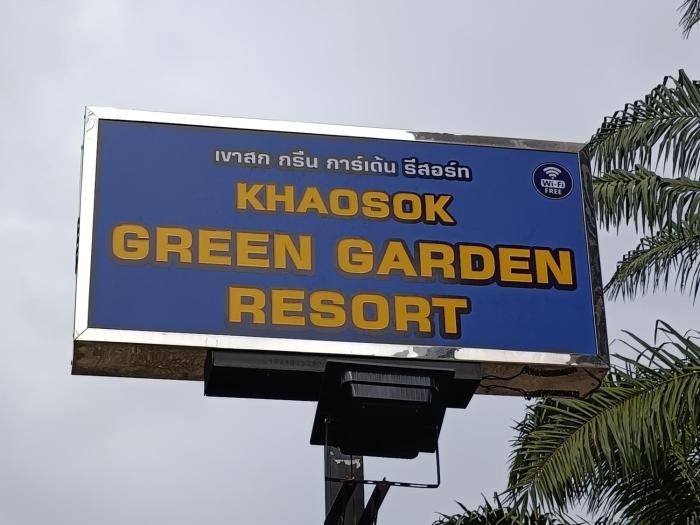 เขาสก กรีน การ์เด้น รีสอร์ท
Wi-Fi
FREE
KHAOSOK
GREEN GARDEN
RESORT